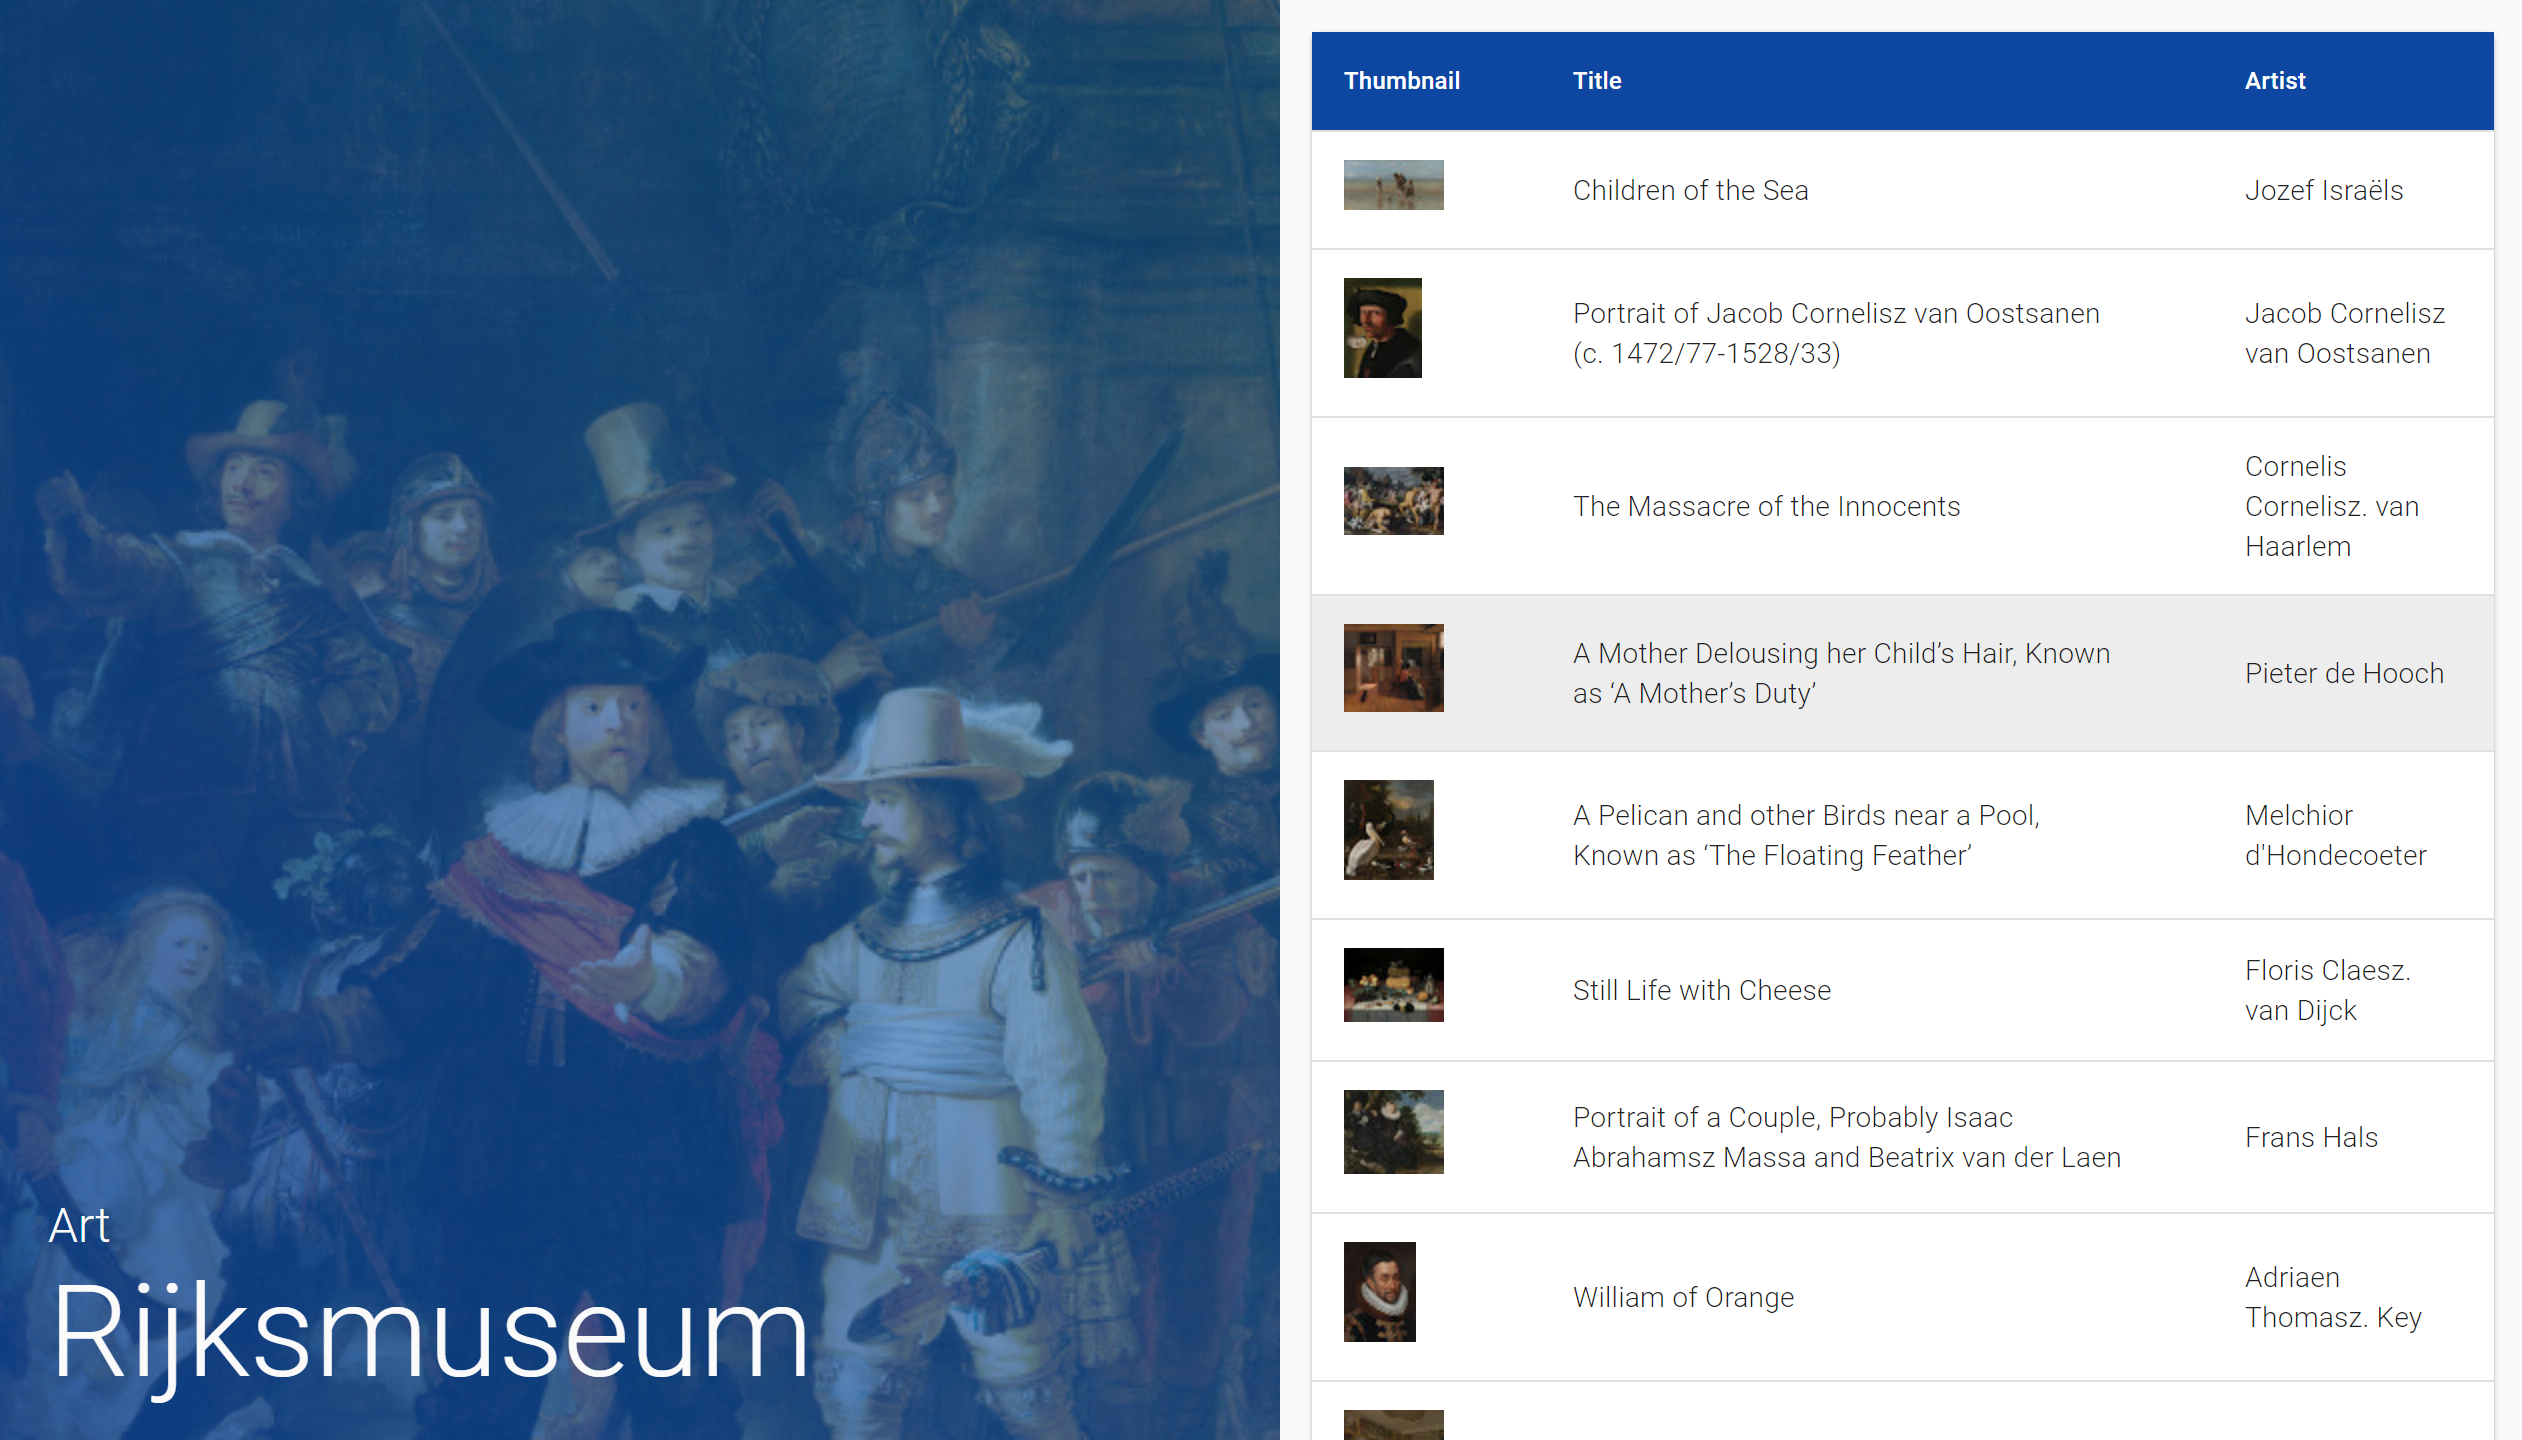 Art
Rijksmuseum
Thumbnail Title Artist
Children of the Sea Jozef Israëls
Portrait of Jacob Cornelisz van Oostsanen
(c. 1472/77-1528/33)
Jacob Cornelisz
van Oostsanen
The Massacre of the Innocents
Cornelis
Cornelisz. van
Haarlem
A Mother Delousing her Child’s Hair, Known
as ‘A Mother’s Duty’
Pieter de Hooch
A Pelican and other Birds near a Pool,
Known as ‘The Floating Feather’
Melchior
d'Hondecoeter
Still Life with Cheese
Floris Claesz.
van Dijck
Portrait of a Couple, Probably Isaac
Abrahamsz Massa and Beatrix van der Laen
Frans Hals
William of Orange
Adriaen
Thomasz. Key